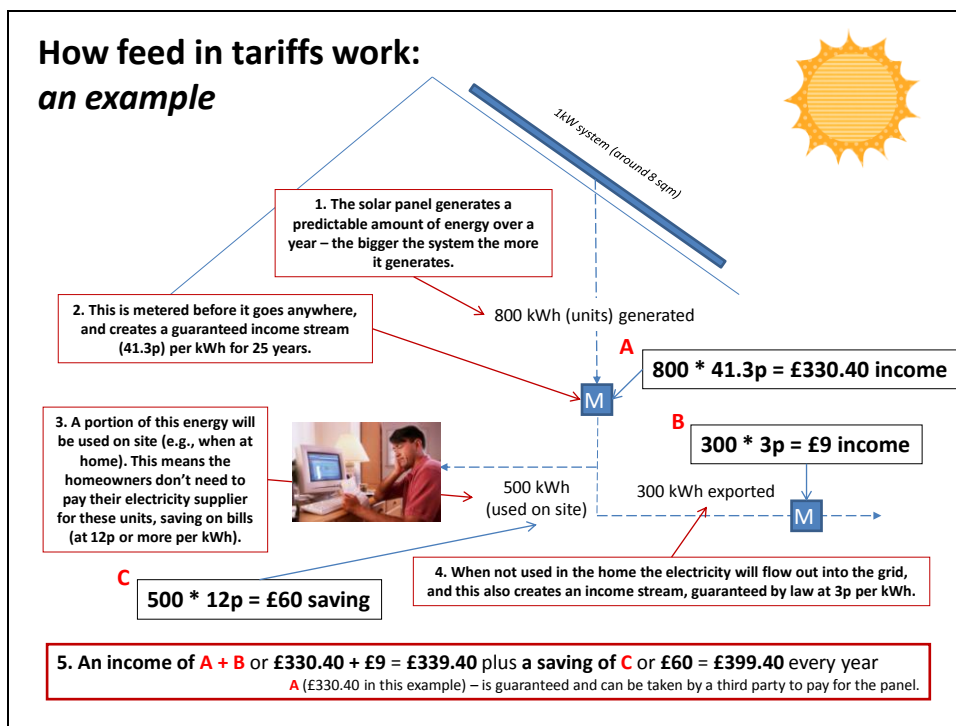 How feed in tariffs work:
an example
1kW system (around 8 sqm)
1. The solar panel generates a
predictable amount of energy over a
year – the bigger the system the more
it generates.
2. This is metered before it goes anywhere,
and creates a guaranteed income stream
(41.3p) per kWh for 25 years.
800 kWh (units) generated
A
800 * 41.3p = £330.40 income
M
3. A portion of this energy will
be used on site (e.g., when at
home). This means the
homeowners don’t need to
pay their electricity supplier
for these units, saving on bills
(at 12p or more per kWh).
B
300 * 3p = £9 income
500 kWh
(used on site)
300 kWh exported
M
C
500 * 12p = £60 saving
4. When not used in the home the electricity will flow out into the grid,
and this also creates an income stream, guaranteed by law at 3p per kWh.
5. An income of A + B or £330.40 + £9 = £339.40 plus a saving of C or £60 = £399.40 every year
A (£330.40 in this example) – is guaranteed and can be taken by a third party to pay for the panel.